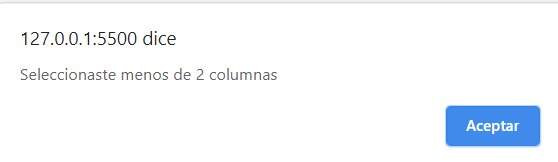 127.0.0.1:5500 dice
Seleccionaste menos de 2 columnas
Aceptar